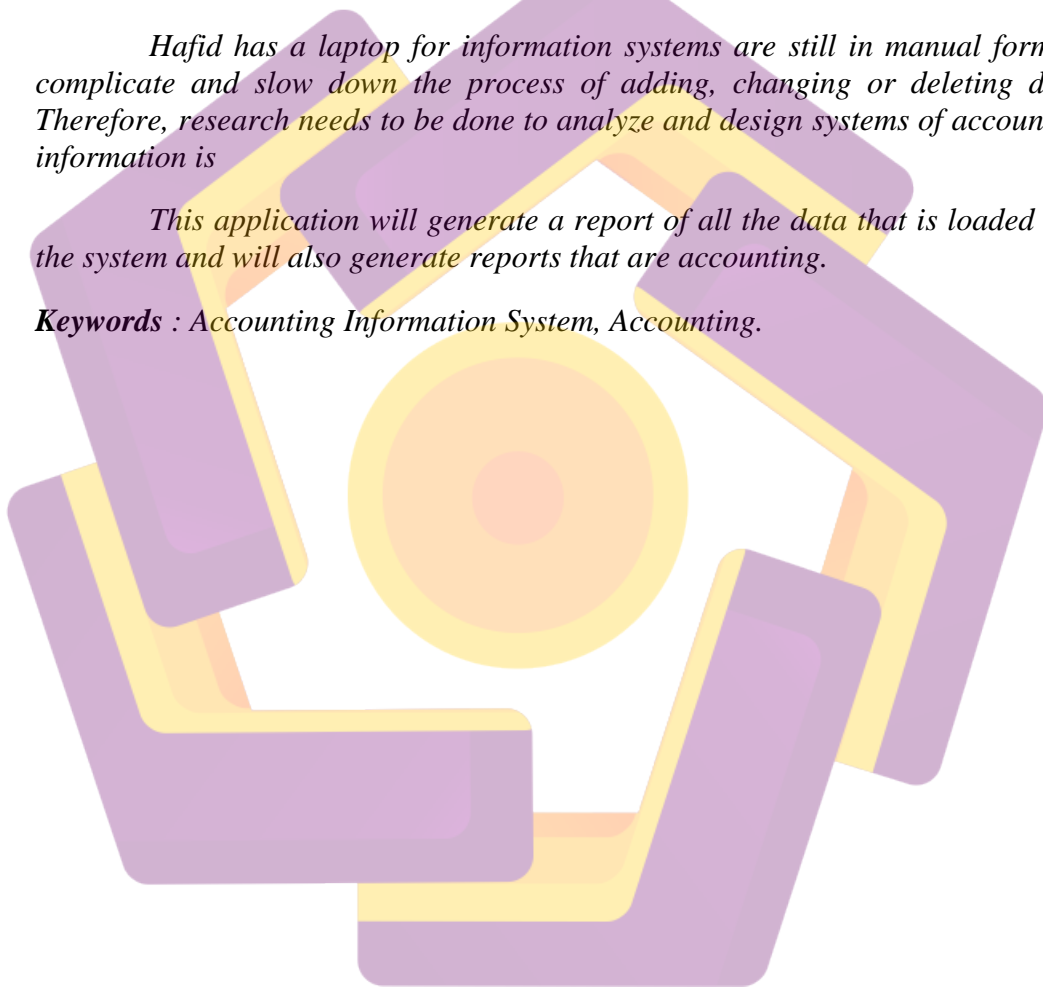 Hafid has a laptop for information systems are still in manual form
complicate and slow down the process of adding, changing or deleting d
Therefore, research needs to be done to analyze and design systems of accoun
information is
This application will generate a report of all the data that is loaded
the system and will also generate reports that are accounting.
Keywords : Accounting Information System, Accounting.